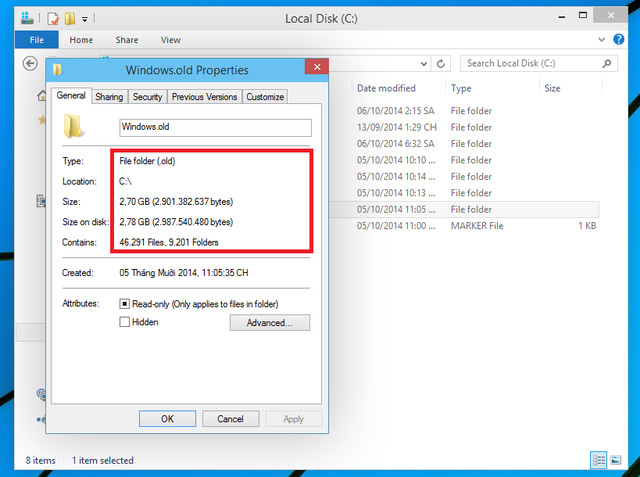 Local Disk (C:)
File Home Share View
Search Local Disk (C:)
Date modified Type Size
06/10/2014 2:15 SA File folder
13/09/2014 1:29 CH File folder
06/10/2014 6:32 SA File folder
05/10/2014 10:10 ... File folder
05/10/2014 10:14 ... File folder
05/10/2014 10:13 ... File folder
05/10/2014 11:05 ... File folder
05/10/2014 11:00 ... MARKER File 1 KB
Windows.old Properties
General Sharing Security Previous Versions Customize
Windows.old
Type: File folder (.old)
Location: C:\
Size: 2,70 GB (2.901.382.637 bytes)
Size on disk: 2,78 GB (2.987.540.480 bytes)
Contains: 46.291 Files, 9.201 Folders
Created: 05 Tháng Mười 2014, 11:05:35 CH
Attributes: Read-only (Only applies to files in folder)
Hidden Advanced...
OK Cancel Apply
8 items 1 item selected